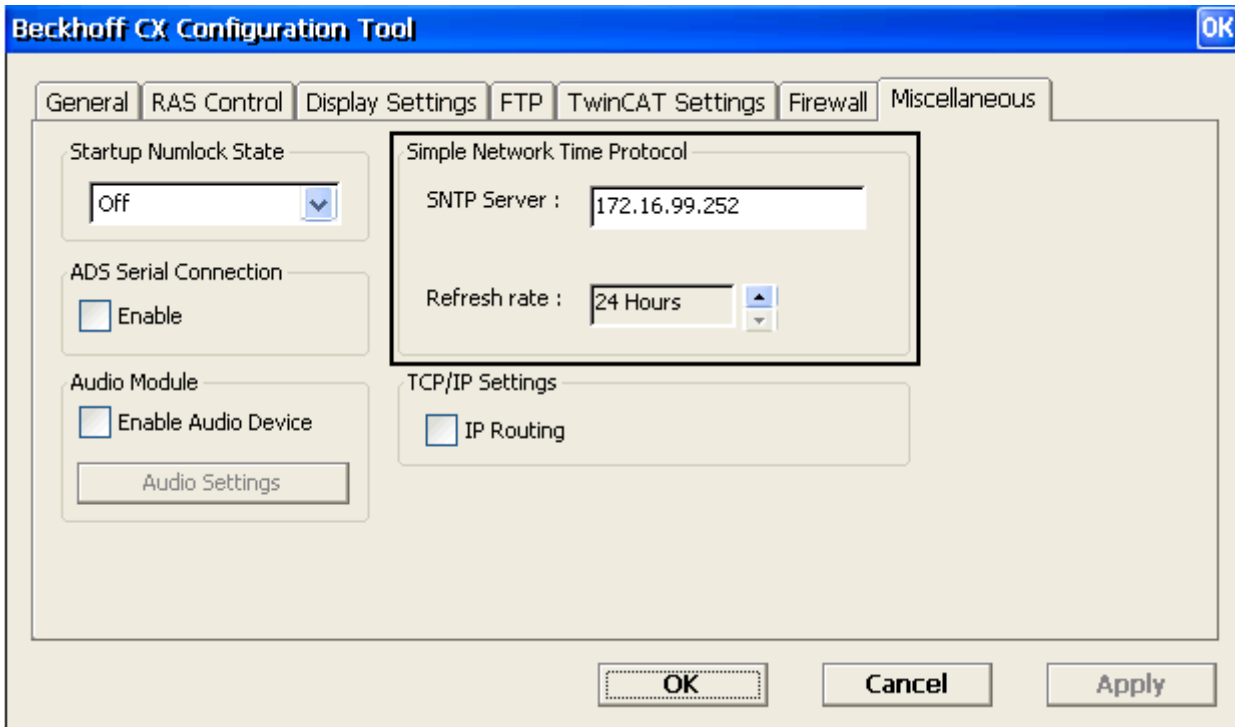 Beckhoff CX Configuration Tool
OK
General
RAS Control
Display Settings
FTP
TwinCAT Settings
Firewall
Miscellaneous
Startup Numlock State
Off
ADS Serial Connection
Enable
Audio Module
Enable Audio Device
Audio Settings
Simple Network Time Protocol
SNTP Server :
172.16.99.252
Refresh rate :
24 Hours
TCP/IP Settings
IP Routing
OK
Cancel
Apply